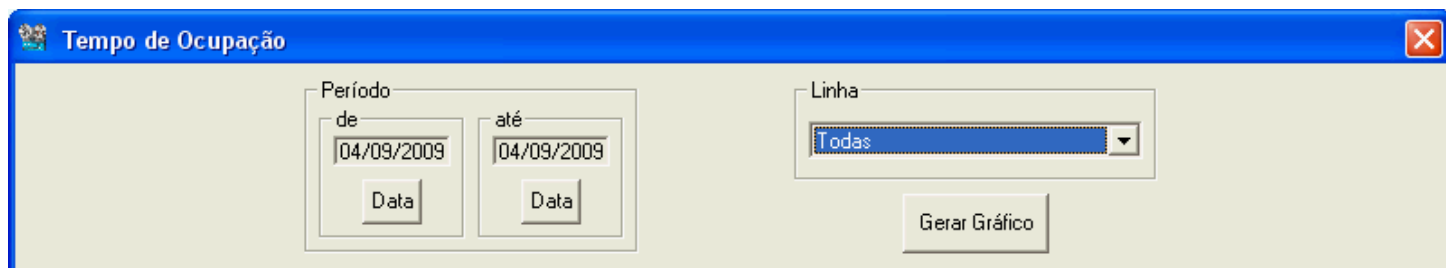 Tempo de Ocupação
Período
de
04/09/2009
Data
até
04/09/2009
Data
Linha
Todas
Gerar Gráfico